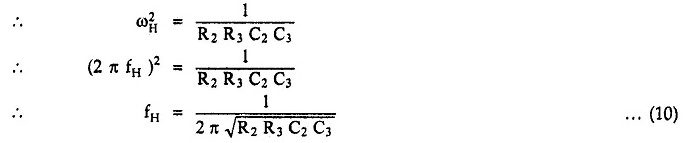 ∴ ω²_H = 1 / (R₂ R₃ C₂ C₃)
∴ (2 π f_H)² = 1 / (R₂ R₃ C₂ C₃)
∴ f_H = 1 / (2 π √(R₂ R₃ C₂ C₃)) ... (10)